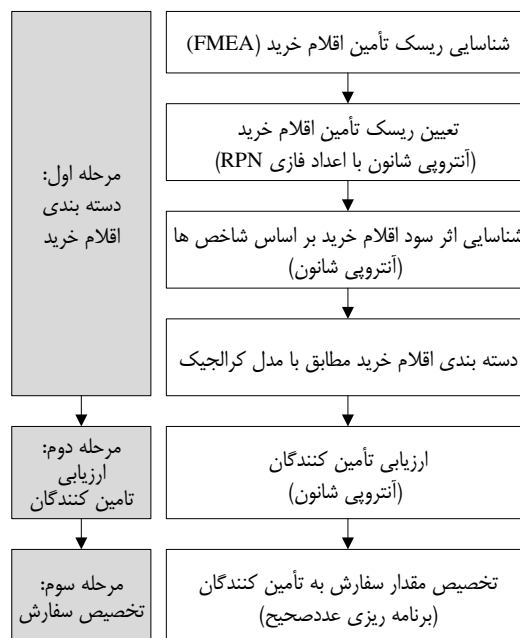 شناسایی ریسک تأمین اقلام خرید (FMEA)
تعیین ریسک تأمین اقلام خرید
(آنتروپی شانون با اعداد فازی RPN)
شناسایی اثر سود اقلام خرید بر اساس شاخص ها
(آنتروپی شانون)
دسته بندی اقلام خرید مطابق با مدل کرالجیک
مرحله اول:
دسته بندی
اقلام خرید
ارزیابی تأمین کنندگان
(آنتروپی شانون)
مرحله دوم:
ارزیابی
تامین کنندگان
تخصیص مقدار سفارش به تأمین کنندگان
(برنامه ریزی عددصحیح)
مرحله سوم:
تخصیص سفارش